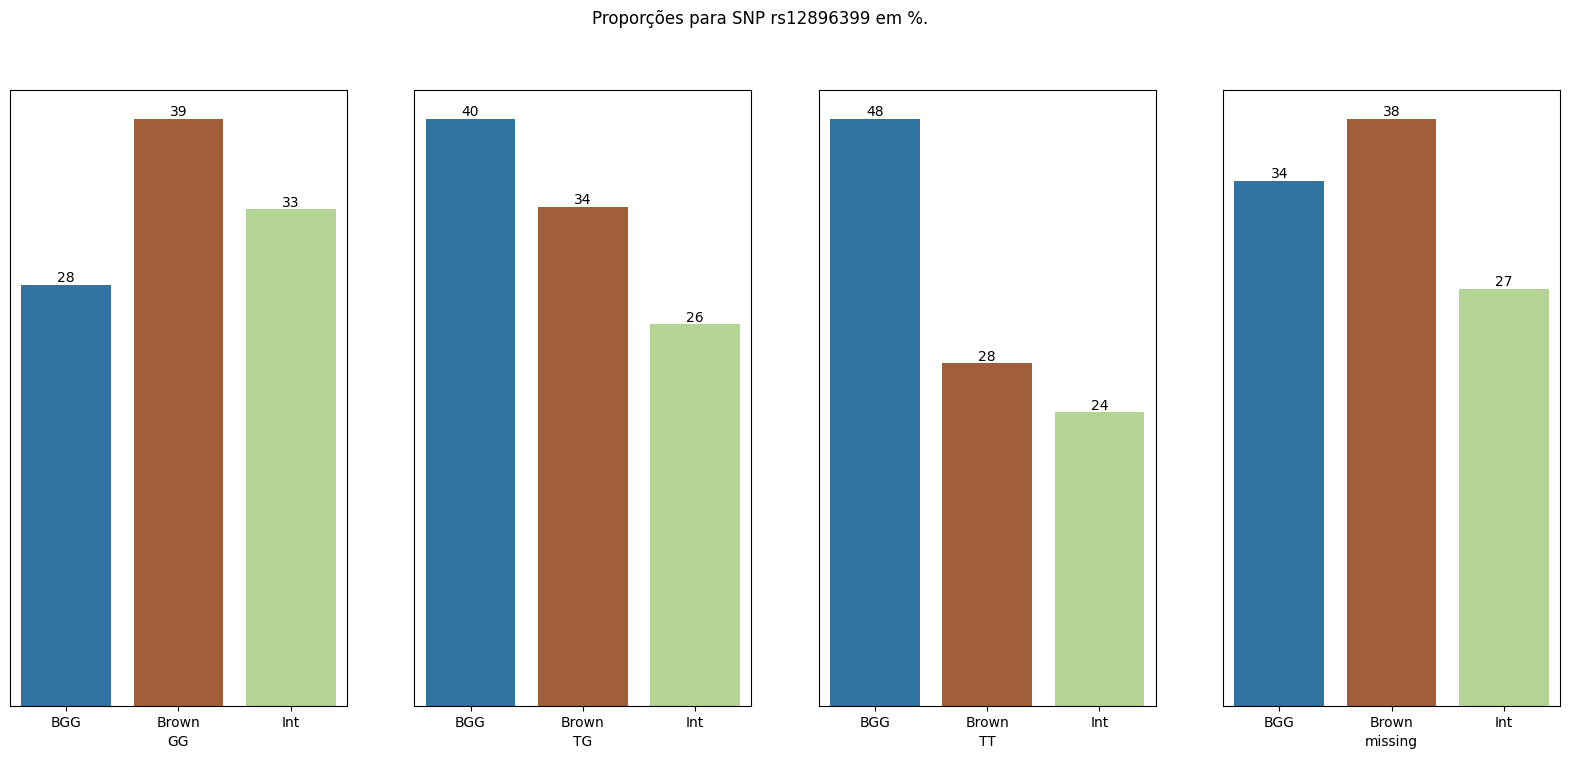 Proporções para SNP rs12896399 em %.
28
39
33
BGG
Brown
Int
GG
40
34
26
BGG
Brown
Int
TG
48
28
24
BGG
Brown
Int
TT
34
38
27
BGG
Brown
Int
missing